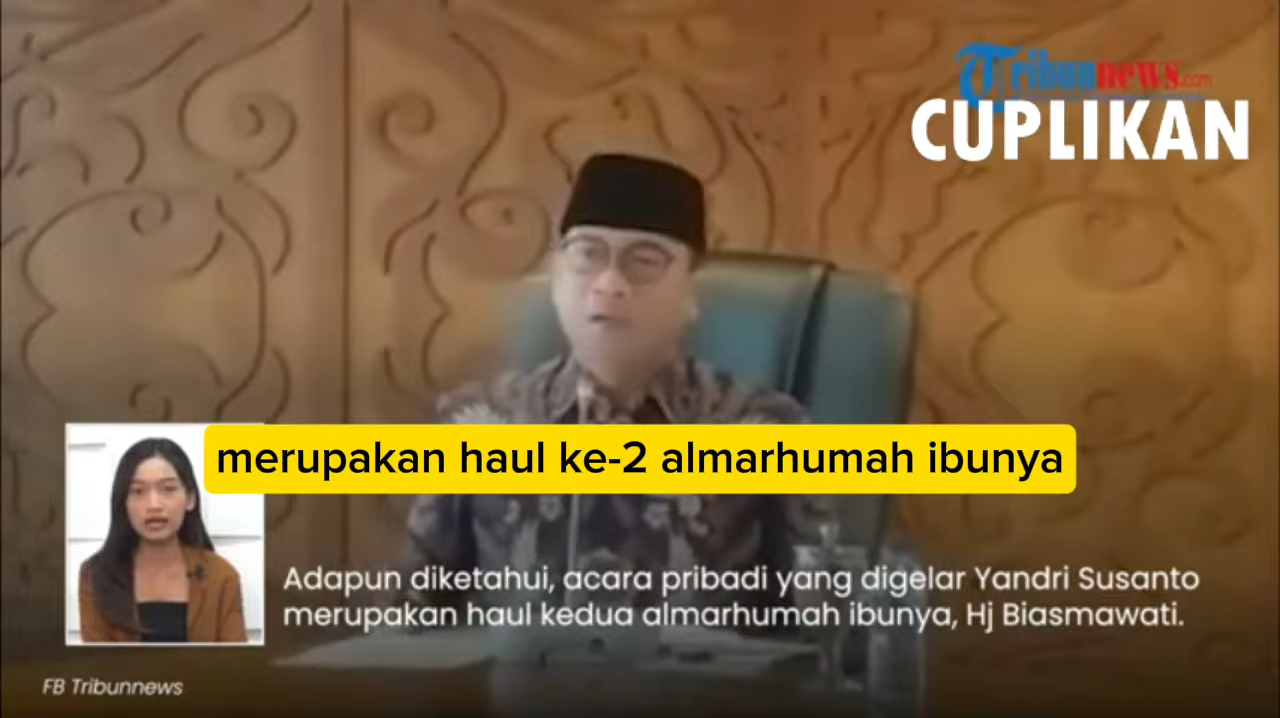 Tribunnews.com
CUPLIKAN
merupakan haul ke-2 almarhumah ibunya
Adapun diketahui, acara pribadi yang digelar Yandri Susanto
merupakan haul kedua almarhumah ibunya, Hj Biasmawati.
FB Tribunnews